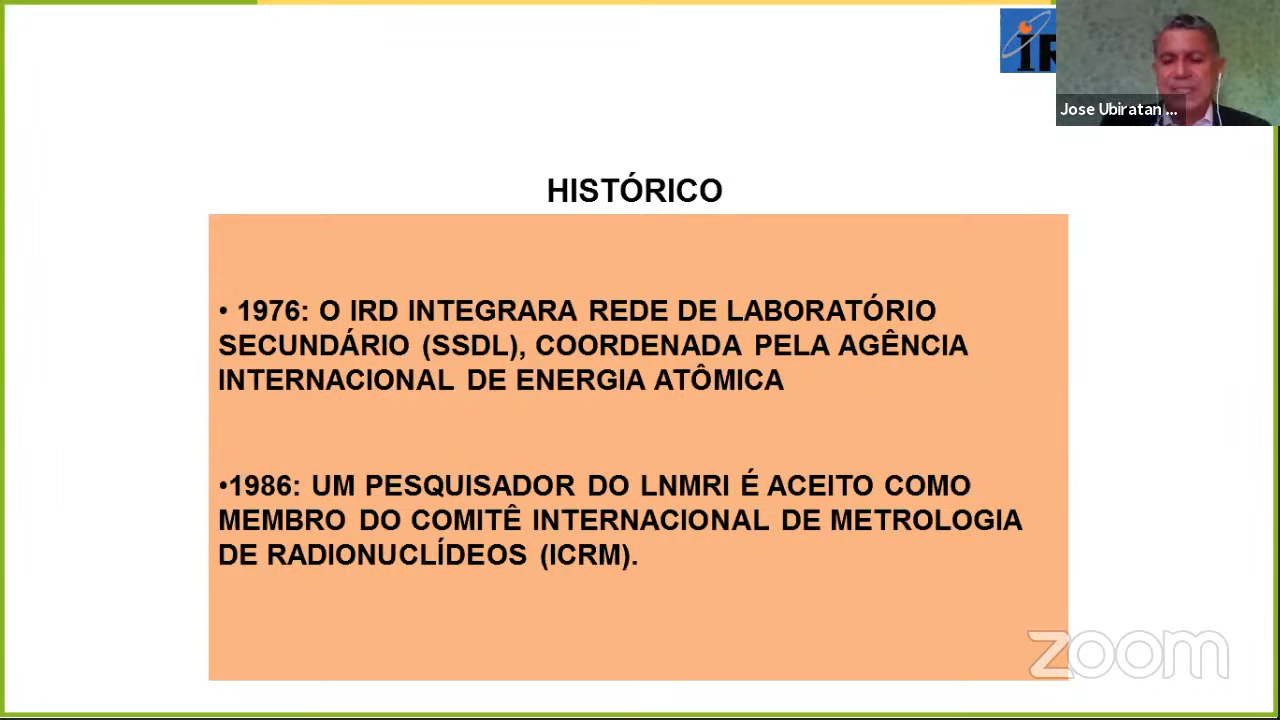 IR
Jose Ubiratan ...
HISTÓRICO
• 1976: O IRD INTEGRARA REDE DE LABORATÓRIO
SECUNDÁRIO (SSDL), COORDENADA PELA AGÊNCIA
INTERNACIONAL DE ENERGIA ATÔMICA
•1986: UM PESQUISADOR DO LNMRI É ACEITO COMO
MEMBRO DO COMITÊ INTERNACIONAL DE METROLOGIA
DE RADIONUCLÍDEOS (ICRM).
zoom